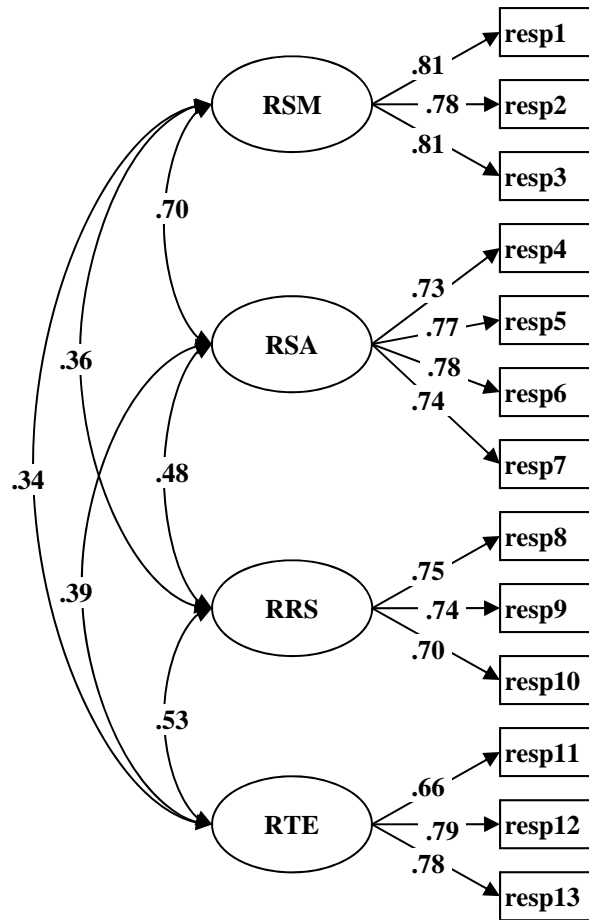 resp1
.81
RSM
.78
resp2
.81
resp3
.70
resp4
.73
.77
resp5
RSA
.36
.78
resp6
.74
resp7
.34
.48
resp8
.75
.39
RRS
.74
resp9
.70
resp10
.53
resp11
.66
RTE
.79
resp12
.78
resp13